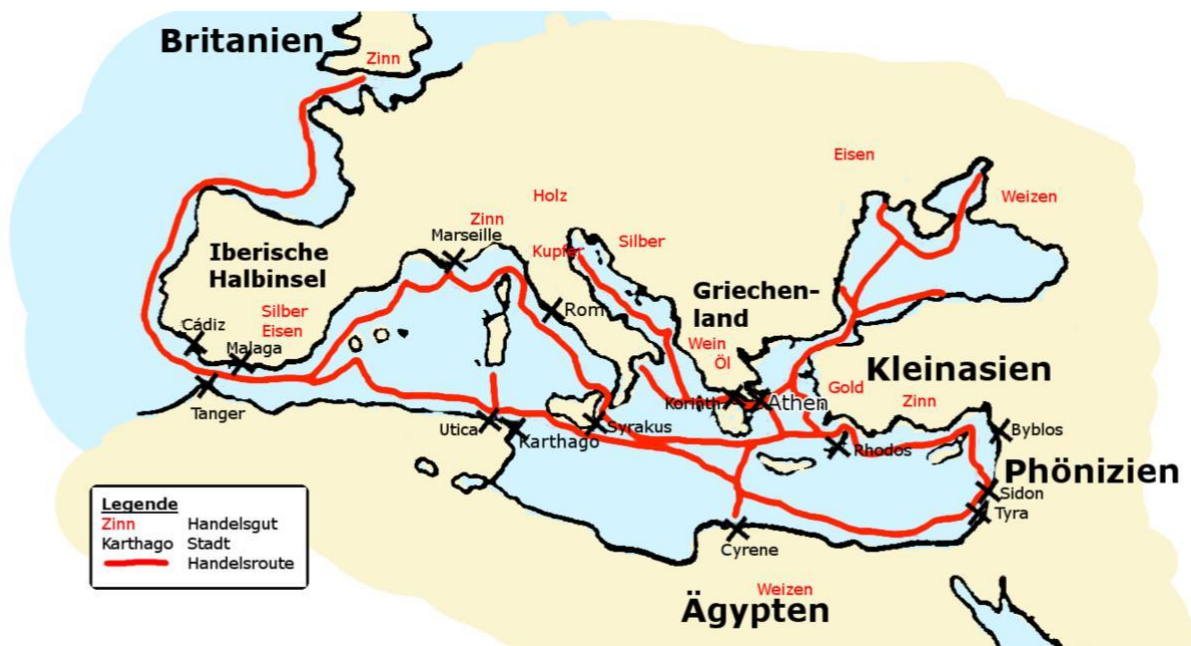 Britanien
Zinn
Eisen
Weizen
Holz
Zinn
Marseille
Kupfer
Silber
Iberische
Halbinsel
Griechen-
land
Silber
Eisen
Rom
Cádiz
Malaga
Wein
Öl
Kleinasien
Gold
Zinn
Tanger
Utica
Karthago
Syrakus
Korinth
Athen
Rhodos
Byblos
Phönizien
Sidon
Tyra
Cyrene
Weizen
Ägypten
Legende
Zinn Handelsgut
Karthago Stadt
Handelsroute